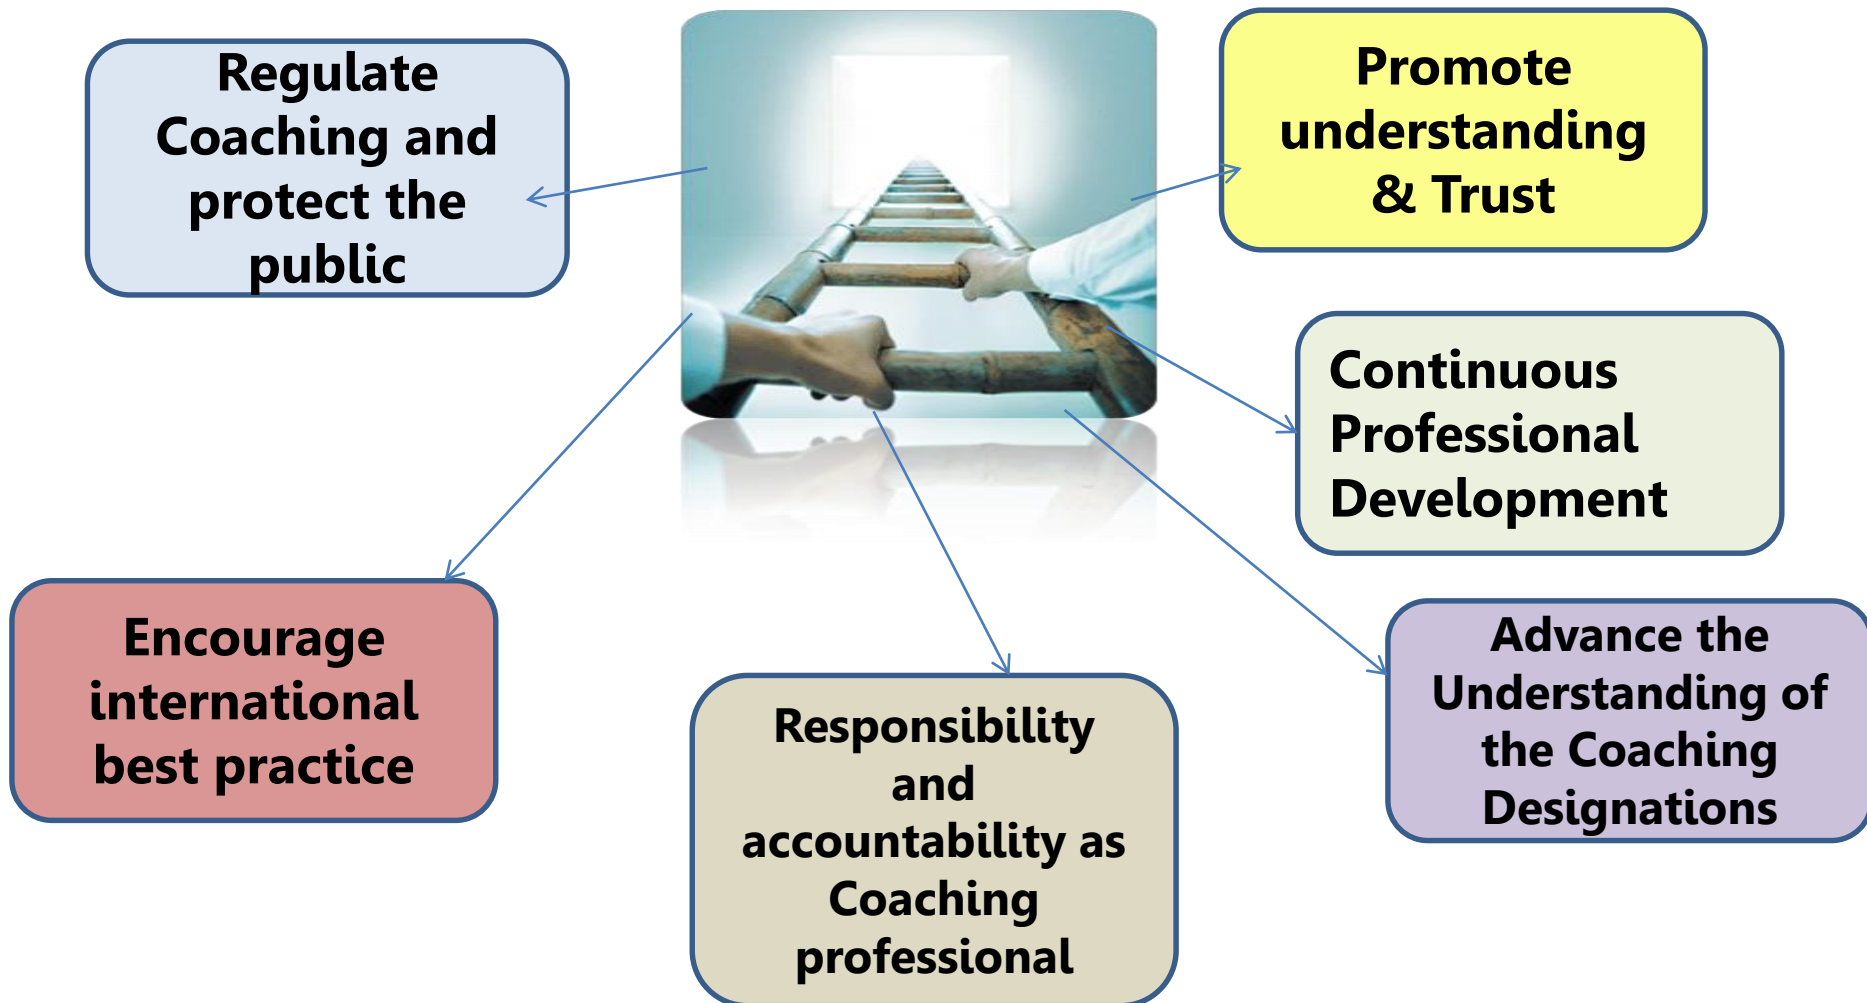 Regulate
Coaching and
protect the
public
Promote
understanding
& Trust
Continuous
Professional
Development
Encourage
international
best practice
Responsibility
and
accountability as
Coaching
professional
Advance the
Understanding of
the Coaching
Designations